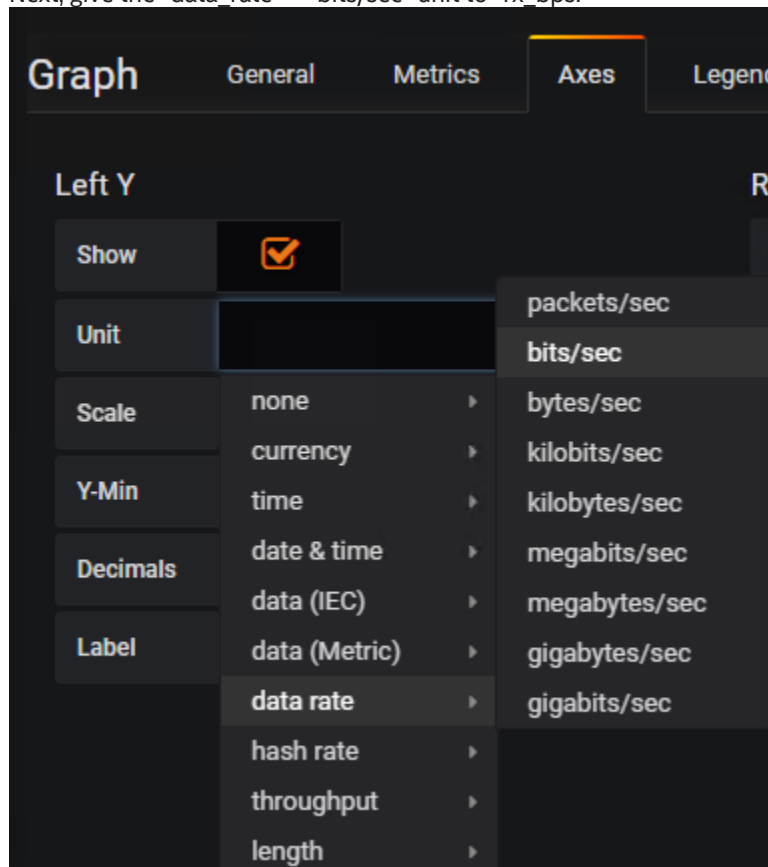 Graph General Metrics Axes Legend
Left Y R
Show
Unit
Scale
Y-Min
Decimals
Label
none
currency
time
date & time
data (IEC)
data (Metric)
data rate
hash rate
throughput
length
packets/sec
bits/sec
bytes/sec
kilobits/sec
kilobytes/sec
megabits/sec
megabytes/sec
gigabytes/sec
gigabits/sec